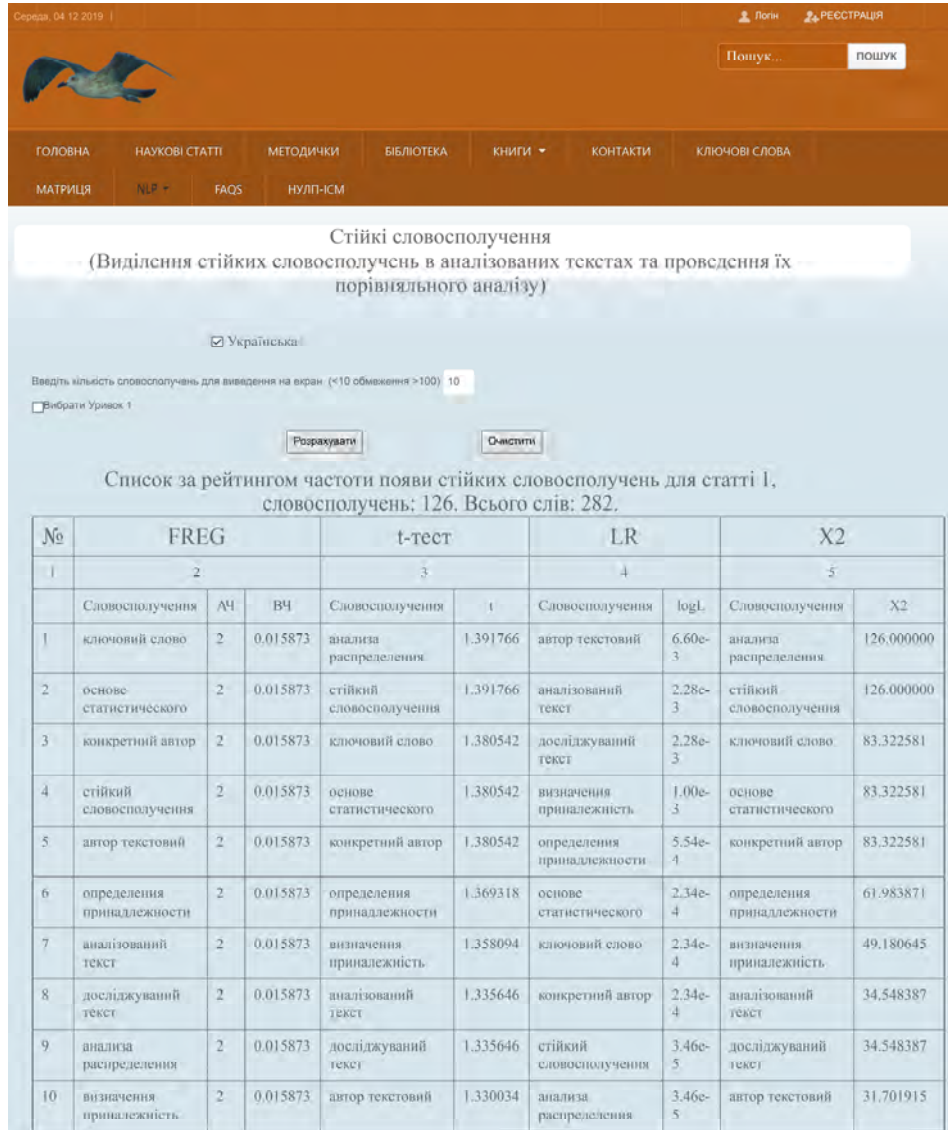 Середа, 04 12 2019 |
Логін
РЕЄСТРАЦІЯ
Пошук...
ПОШУК
ГОЛОВНА НАУКОВІ СТАТТІ МЕТОДИЧКИ БІБЛІОТЕКА КНИГИ КОНТАКТИ КЛЮЧОВІ СЛОВА
МАТРИЦЯ NLP FAQS НУЛП-ІСМ
Стійкі словосполучення
(Виділення стійких словосполучень в аналізованих текстах та проведення їх
порівняльного аналізу)
Українська
Введіть кількість словосполучень для виведення на екран (<10 обмеження >100) 10
Вибрати Уривок 1
Розрахувати Очистити
Список за рейтингом частоти появи стійких словосполучень для статті 1,
словосполучень: 126. Всього слів: 282.
№ FREG t-тест LR X2
1 2 3 4 5
Словосполучення АЧ ВЧ Словосполучення t Словосполучення logL Словосполучення X2
1 ключовий слово 2 0.015873 анализа 1.391766 автор текстовий 6.60e- анализа 126.000000
распределения 3 распределения
2 основе 2 0.015873 стійкий 1.391766 аналізований 2.28e- стійкий 126.000000
статистического словосполучення текст 3 словосполучення
3 конкретний автор 2 0.015873 ключовий слово 1.380542 досліджуваний 2.28e- ключовий слово 83.322581
текст 3
4 стійкий 2 0.015873 основе 1.380542 визначення 1.00e- основе 83.322581
словосполучення статистического приналежність 3 статистического
5 автор текстовий 2 0.015873 конкретний автор 1.380542 определения 5.54e- конкретний автор 83.322581
принадлежности 4
6 определения 2 0.015873 определения 1.369318 основе 2.34e- определения 61.983871
принадлежности принадлежности статистического 4 принадлежности
7 аналізований 2 0.015873 визначення 1.358094 ключовий слово 2.34e- визначення 49.180645
текст приналежність 4 приналежність
8 досліджуваний 2 0.015873 аналізований 1.335646 конкретний автор 2.34e- аналізований 34.548387
текст текст 4 текст
9 анализа 2 0.015873 досліджуваний 1.335646 стійкий 3.46e- досліджуваний 34.548387
распределения текст словосполучення 5 текст
10 визначення 2 0.015873 автор текстовий 1.330034 анализа 3.46e- автор текстовий 31.701915
приналежність распределения 5